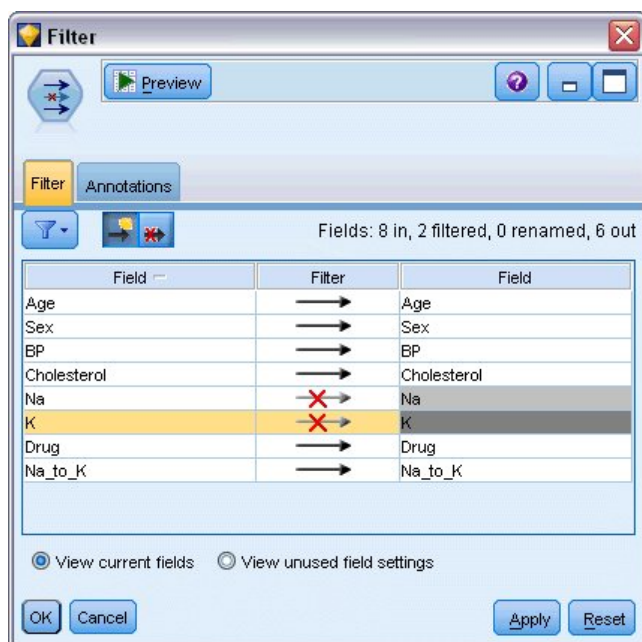 Filter
Preview
Filter
Annotations
Fields: 8 in, 2 filtered, 0 renamed, 6 out
Field Filter Field
Age Age
Sex Sex
BP BP
Cholesterol Cholesterol
Na Na
K K
Drug Drug
Na_to_K Na_to_K
View current fields View unused field settings
OK Cancel Apply Reset